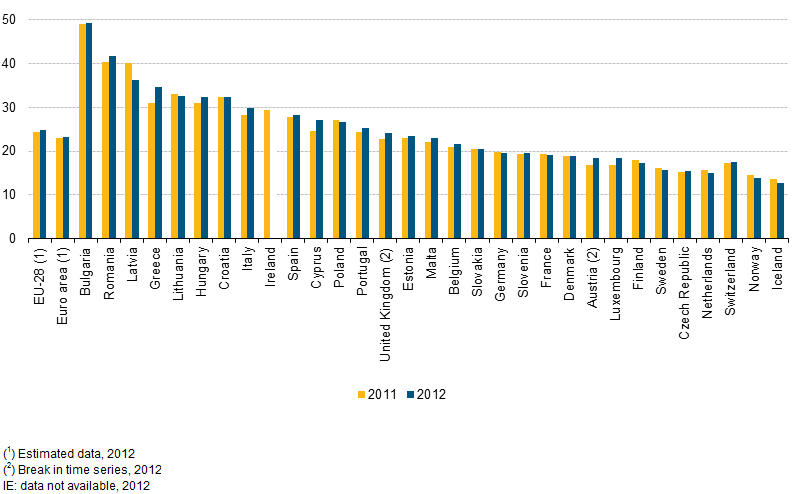 50
40
30
20
10
0
EU-28 (1)
Euro area (1)
Bulgaria
Romania
Latvia
Greece
Lithuania
Hungary
Croatia
Italy
Ireland
Spain
Cyprus
Poland
Portugal
United Kingdom (2)
Estonia
Malta
Belgium
Slovakia
Germany
Slovenia
France
Denmark
Austria (2)
Luxembourg
Finland
Sweden
Czech Republic
Netherlands
Switzerland
Norway
Iceland
2011 2012
(1) Estimated data, 2012
(2) Break in time series, 2012
IE: data not available, 2012